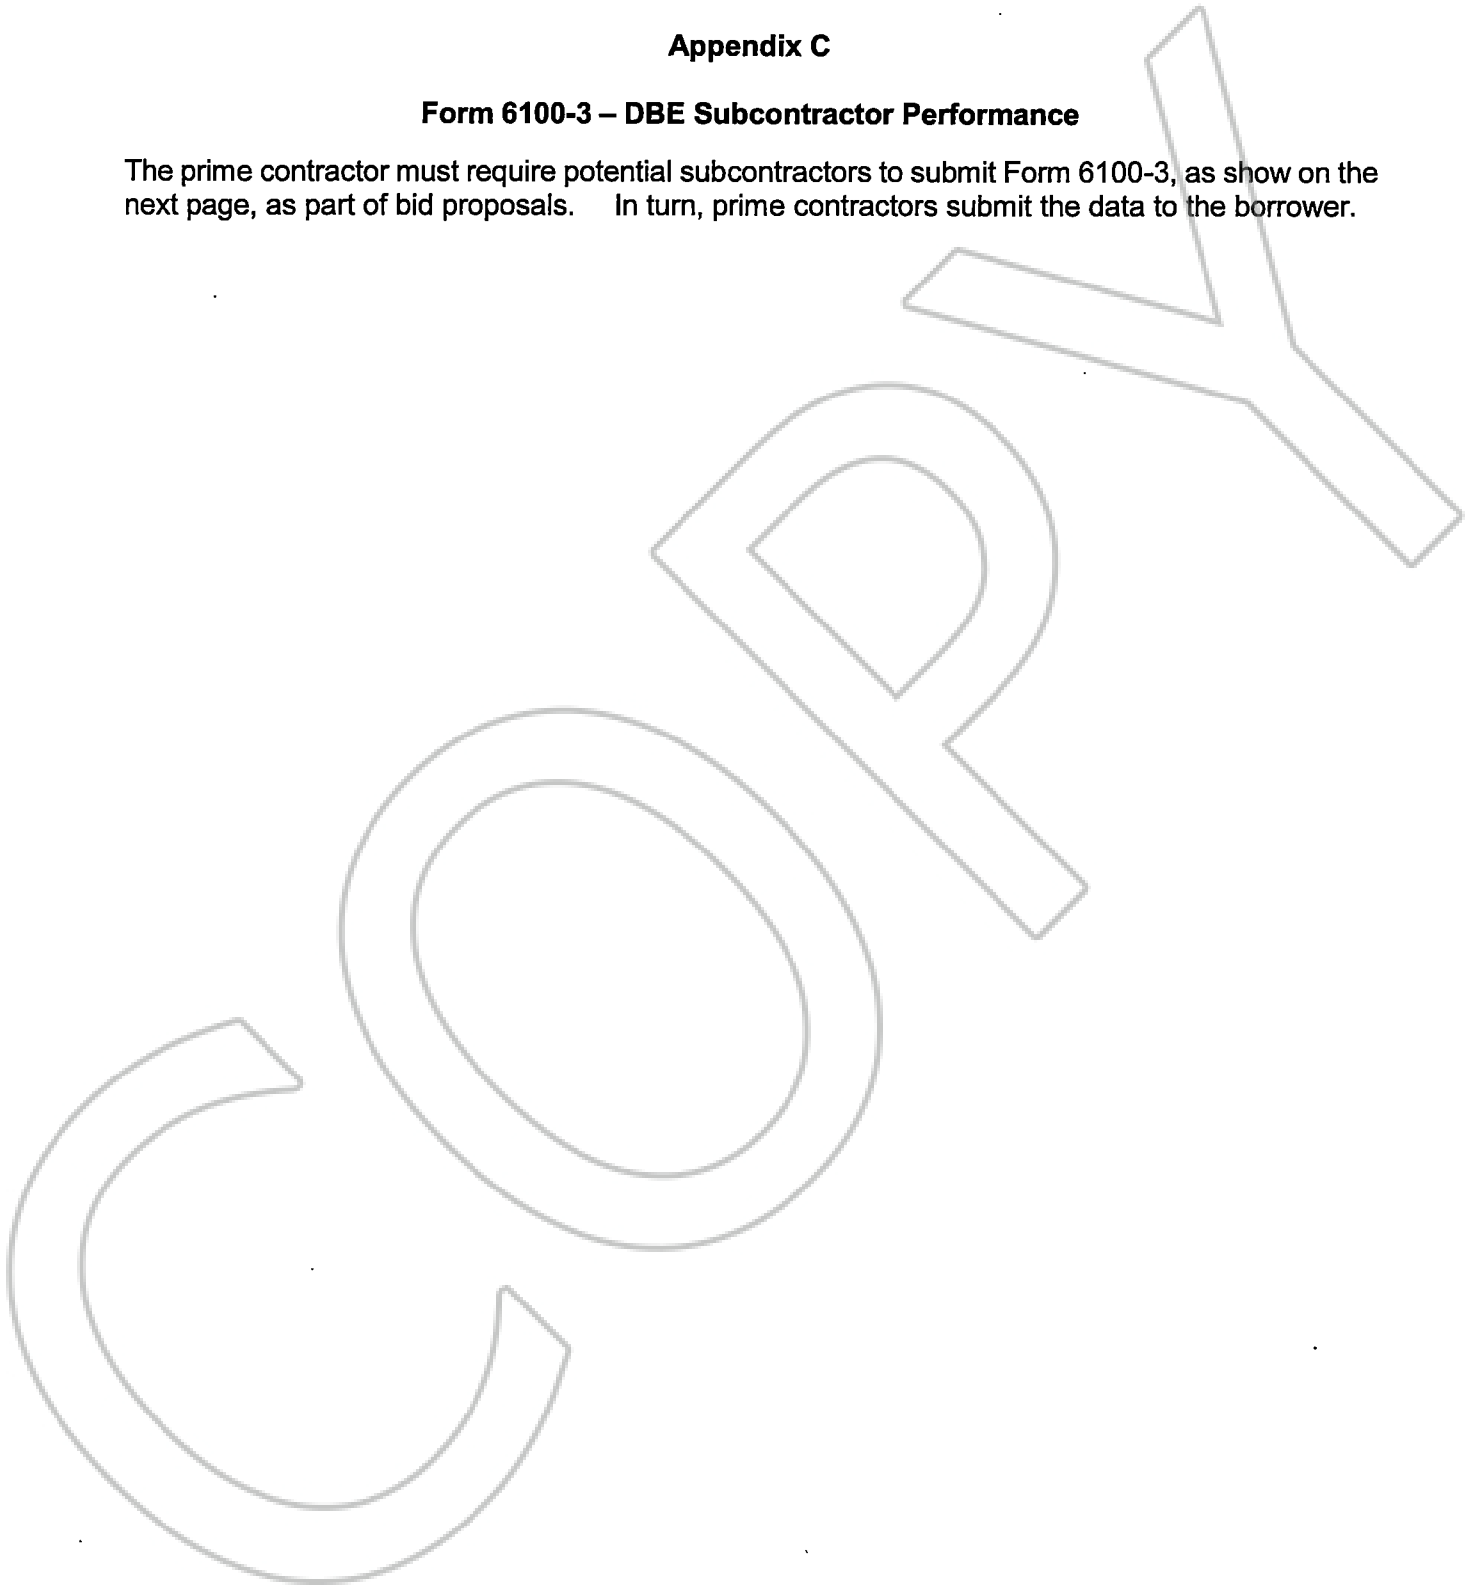 Appendix C
Form 6100-3 – DBE Subcontractor Performance
The prime contractor must require potential subcontractors to submit Form 6100-3, as show on the
next page, as part of bid proposals. In turn, prime contractors submit the data to the borrower.
COPY